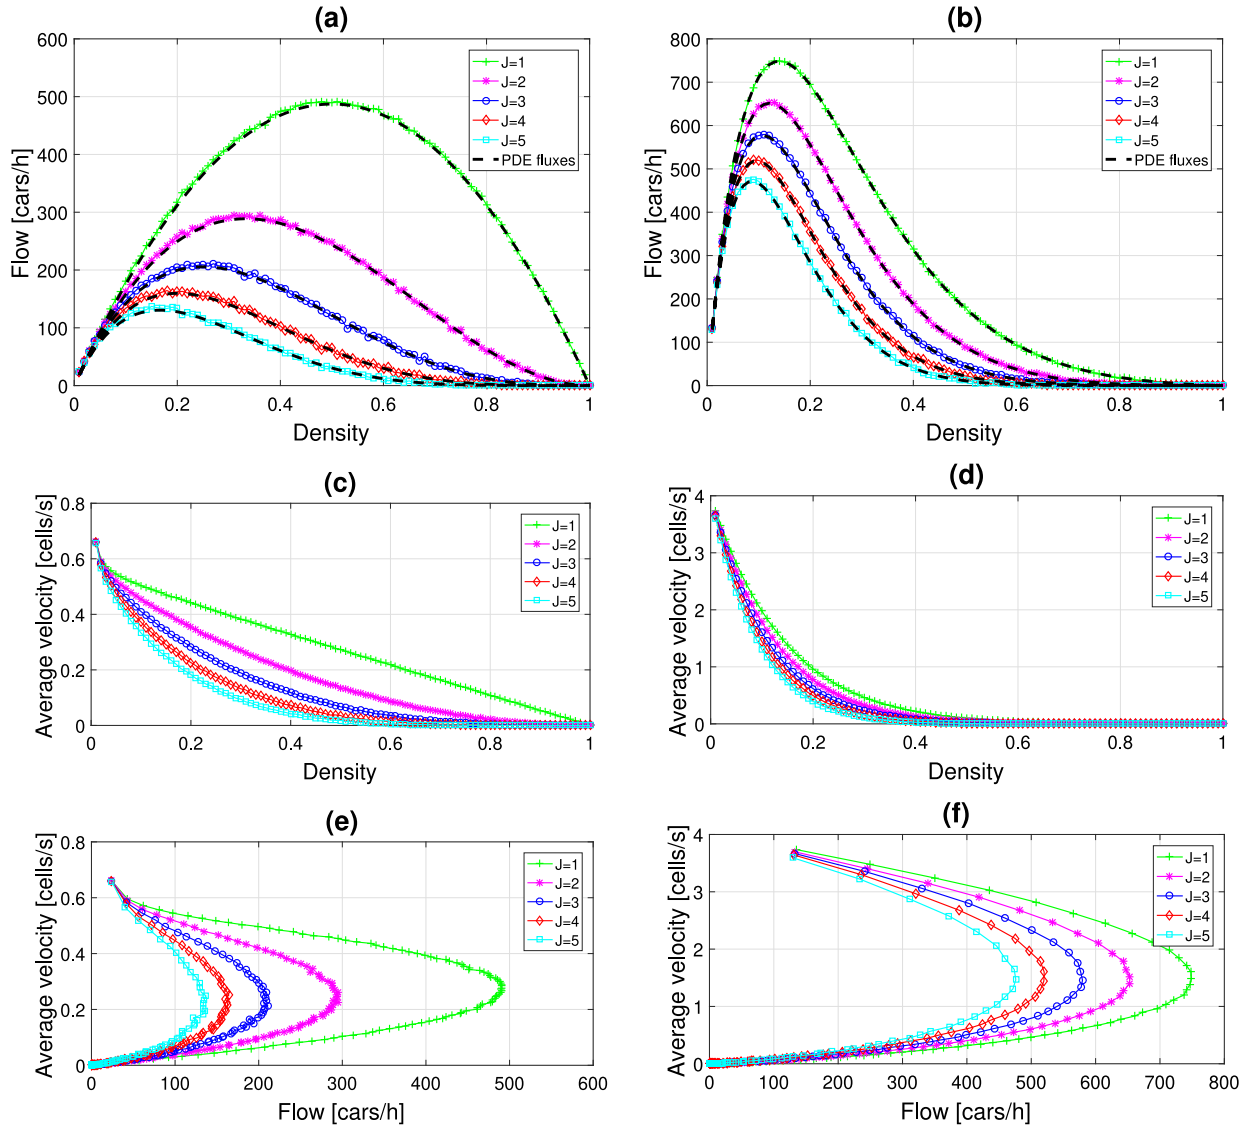 (a)
600
500
400
300
200
100
0
Flow [cars/h]
0
0.2
0.4
0.6
0.8
1
Density
J=1
J=2
J=3
J=4
J=5
PDE fluxes
(b)
800
700
600
500
400
300
200
100
0
Flow [cars/h]
0
0.2
0.4
0.6
0.8
1
Density
J=1
J=2
J=3
J=4
J=5
PDE fluxes
(c)
0.8
0.6
0.4
0.2
0
Average velocity [cells/s]
0
0.2
0.4
0.6
0.8
1
Density
J=1
J=2
J=3
J=4
J=5
(d)
4
3
2
1
0
Average velocity [cells/s]
0
0.2
0.4
0.6
0.8
1
Density
J=1
J=2
J=3
J=4
J=5
(e)
0.8
0.6
0.4
0.2
0
Average velocity [cells/s]
0
100
200
300
400
500
600
Flow [cars/h]
J=1
J=2
J=3
J=4
J=5
(f)
4
3
2
1
0
Average velocity [cells/s]
0
100
200
300
400
500
600
700
800
Flow [cars/h]
J=1
J=2
J=3
J=4
J=5